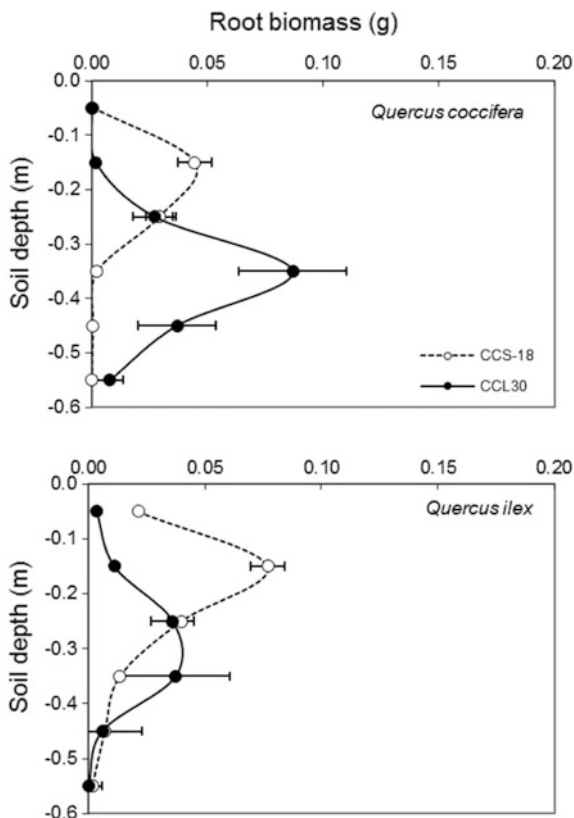 Root biomass (g)
0.00 0.05 0.10 0.15 0.20
0.0
Quercus coccifera
-0.1
-0.2
Soil depth (m)
-0.3
-0.4
-0.5
-0.6
CCS-18
CCL30
0.00 0.05 0.10 0.15 0.20
0.0
Quercus ilex
-0.1
-0.2
Soil depth (m)
-0.3
-0.4
-0.5
-0.6